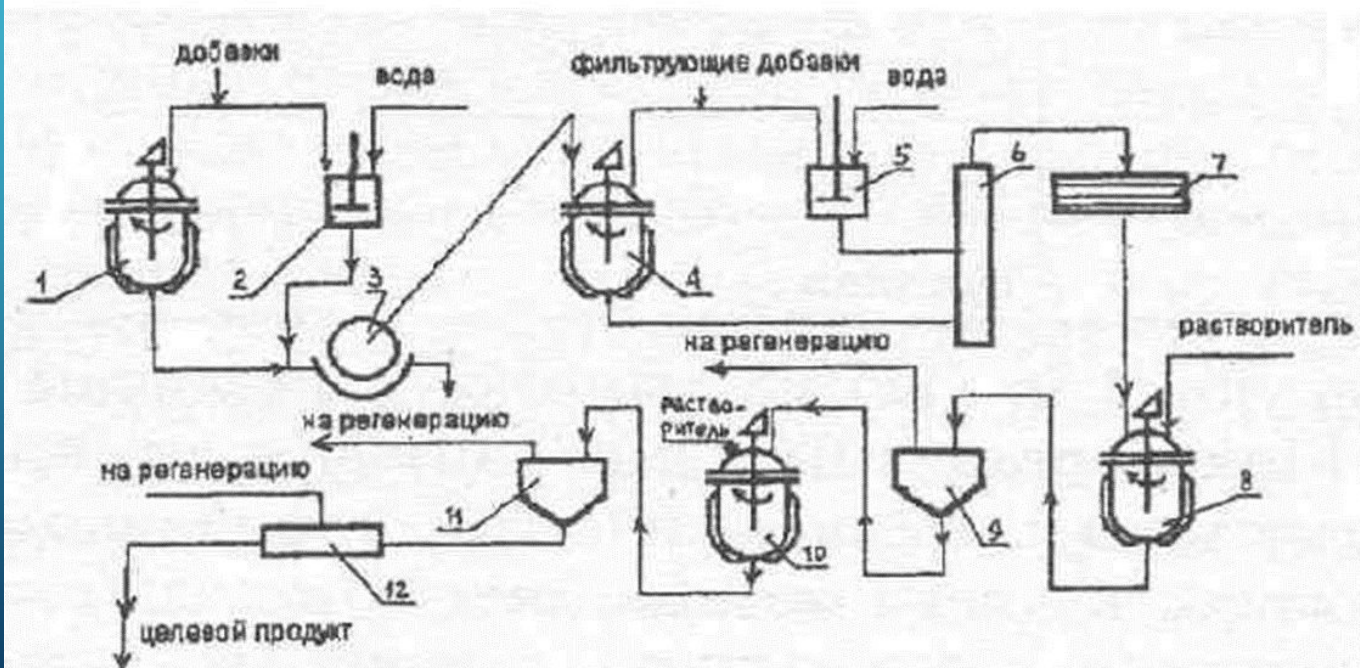 добавки
вода
фильтрующие добавки
вода
1
2
3
4
5
6
7
на регенерацию
растворитель
на регенерацию
раство-
ритель
на регенерацию
8
9
10
11
12
целевой продукт